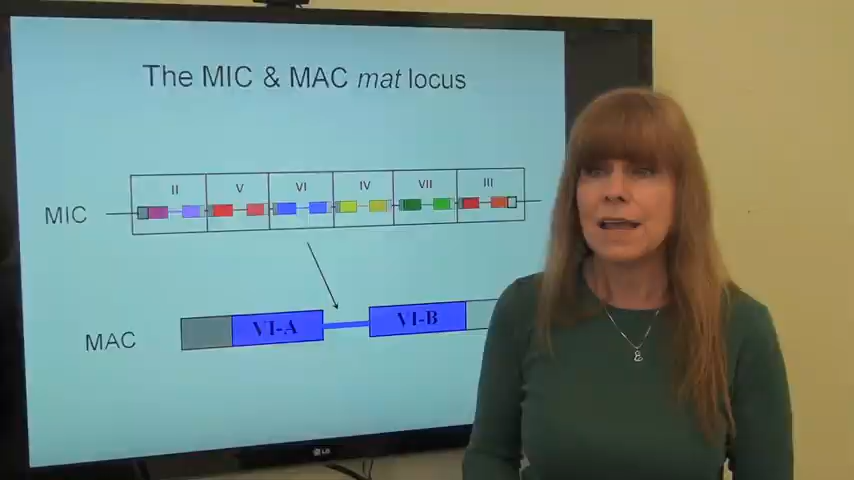 The MIC & MAC mat locus
II V VI IV VII III
MIC
VI-A VI-B
MAC
LG